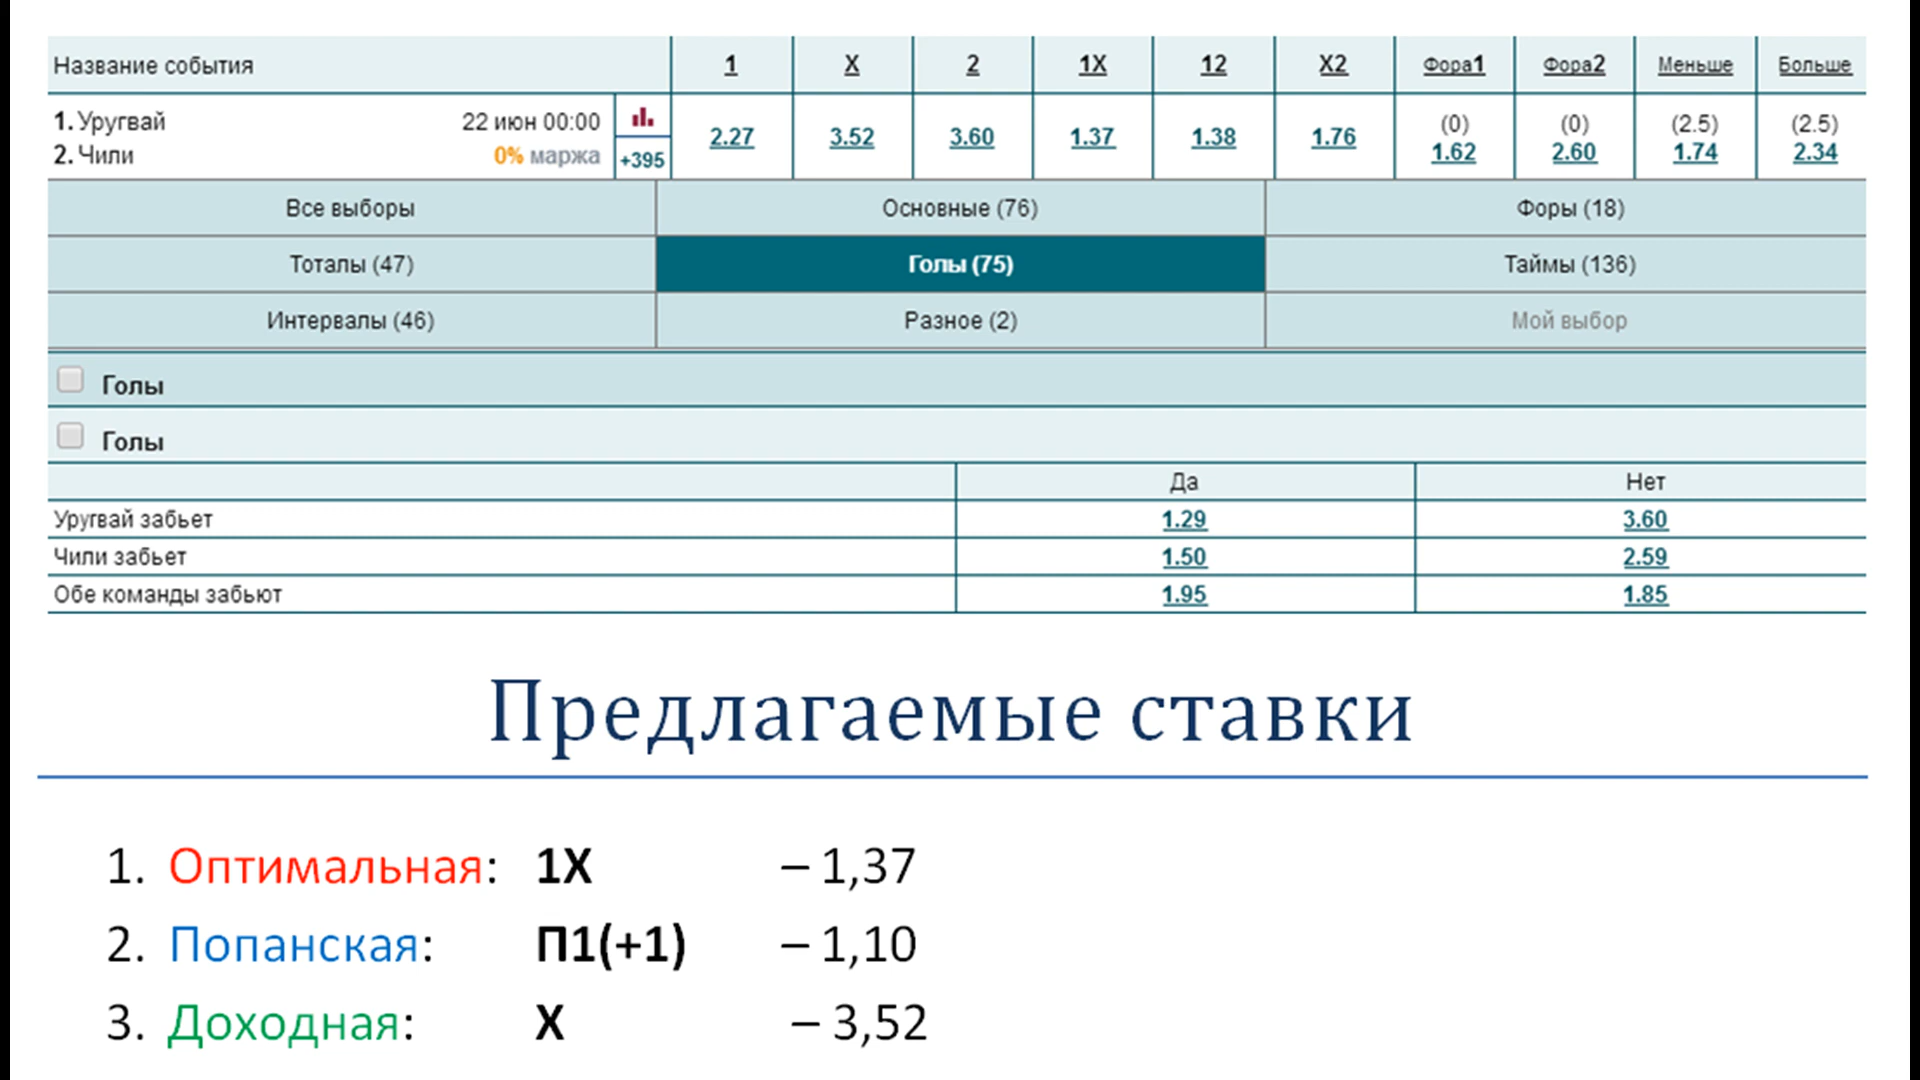 Название события 1 X 2 1X 12 X2 Фора1 Фора2 Меньше Больше
1. Уругвай 22 июн 00:00 2.27 3.52 3.60 1.37 1.38 1.76 (0) 1.62 (0) 2.60 (2.5) 1.74 (2.5) 2.34
2. Чили 0% маржа +395
Все выборы Основные (76) Форы (18)
Тоталы (47) Голы (75) Таймы (136)
Интервалы (46) Разное (2) Мой выбор
Голы
Голы
Да Нет
Уругвай забьет 1.29 3.60
Чили забьет 1.50 2.59
Обе команды забьют 1.95 1.85
Предлагаемые ставки
1. Оптимальная: 1X – 1,37
2. Попанская: П1(+1) – 1,10
3. Доходная: X – 3,52